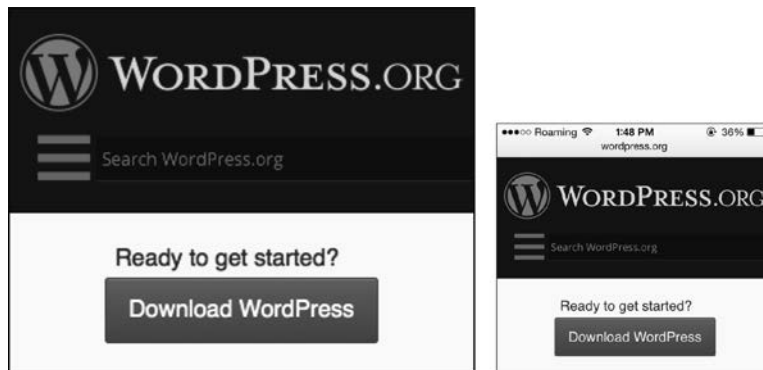 WORDPRESS.ORG
Search WordPress.org
Ready to get started?
Download WordPress
Roaming 1:48 PM 36%
wordpress.org
WORDPRESS.ORG
Search WordPress.org
Ready to get started?
Download WordPress